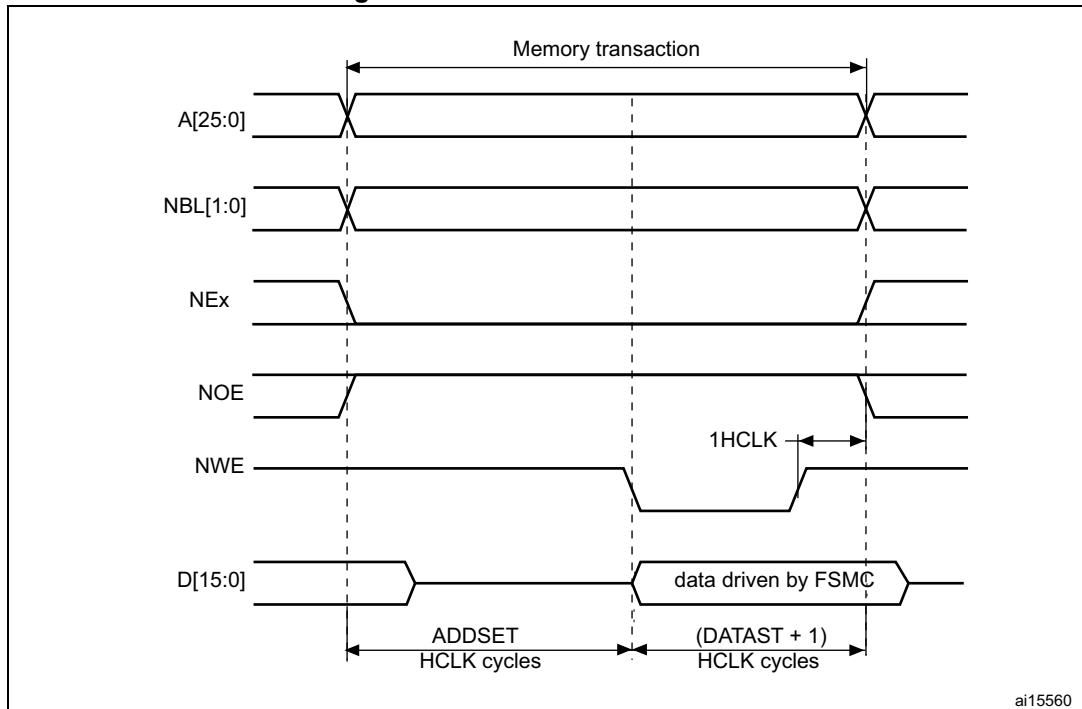 Memory transaction
A[25:0]
NBL[1:0]
NEx
NOE
1HCLK
NWE
D[15:0]
data driven by FSMC
ADDSET
HCLK cycles
(DATAST + 1)
HCLK cycles
ai15560